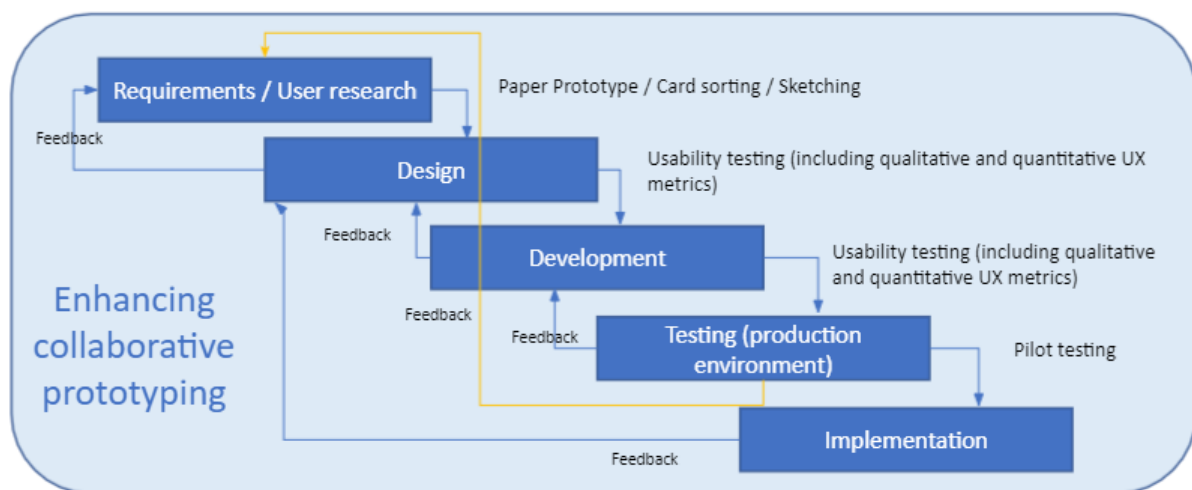 Requirements / User research
Paper Prototype / Card sorting / Sketching
Feedback
Design
Usability testing (including qualitative and quantitative UX
metrics)
Feedback
Development
Usability testing (including qualitative
and quantitative UX metrics)
Enhancing
collaborative
prototyping
Feedback
Feedback
Testing (production
environment)
Pilot testing
Implementation
Feedback